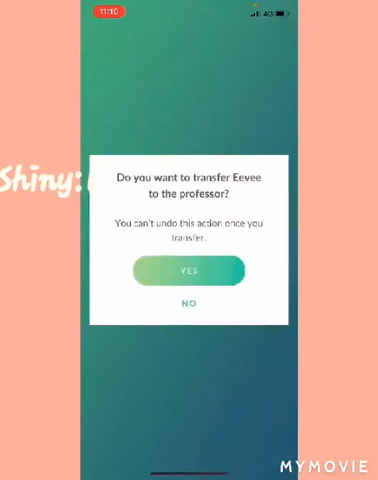 11:10
4G
Shiny:
Do you want to transfer Eevee
to the professor?
You can't undo this action once you
transfer.
YES
NO
MYMOVIE